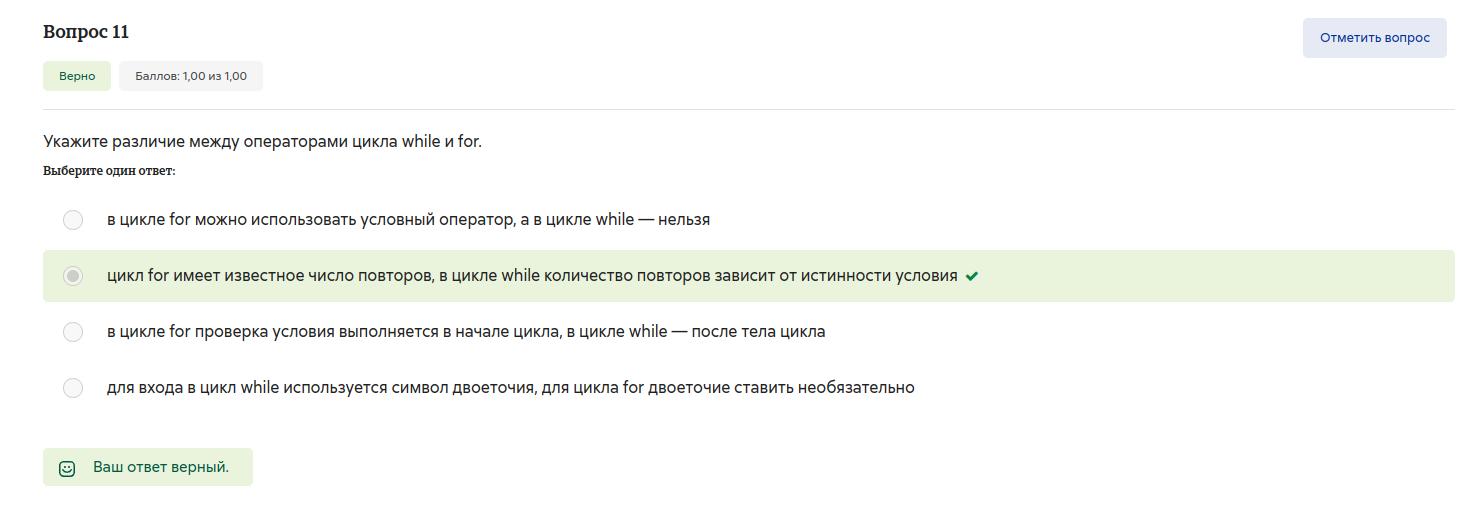 Вопрос 11
Отметить вопрос
Верно
Баллов: 1,00 из 1,00
Укажите различие между операторами цикла while и for.
Выберите один ответ:
в цикле for можно использовать условный оператор, а в цикле while — нельзя
цикл for имеет известное число повторов, в цикле while количество повторов зависит от истинности условия
в цикле for проверка условия выполняется в начале цикла, в цикле while — после тела цикла
для входа в цикл while используется символ двоеточия, для цикла for двоеточие ставить необязательно
Ваш ответ верный.